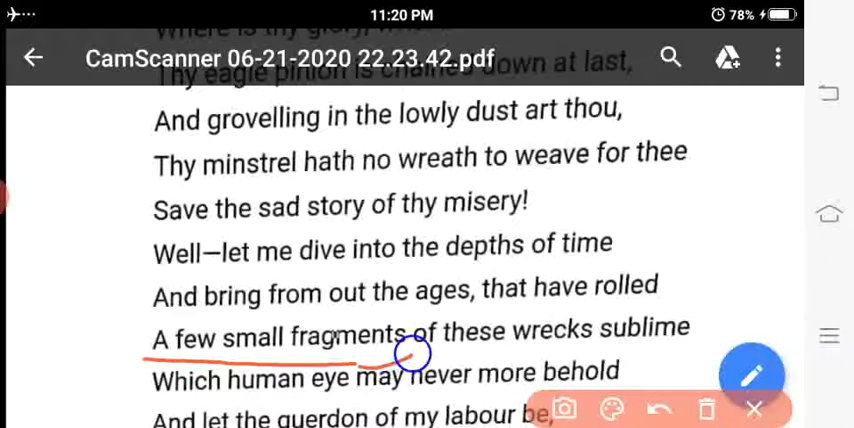 11:20 PM
78%
Where is thy glory,
CamScanner 06-21-2020 22.23.42.pdf
Thy eagle pinion is chained down at last,
And grovelling in the lowly dust art thou,
Thy minstrel hath no wreath to weave for thee
Save the sad story of thy misery!
Well—let me dive into the depths of time
And bring from out the ages, that have rolled
A few small fragments of these wrecks sublime
Which human eye may never more behold
And let the guerdon of my labour be,